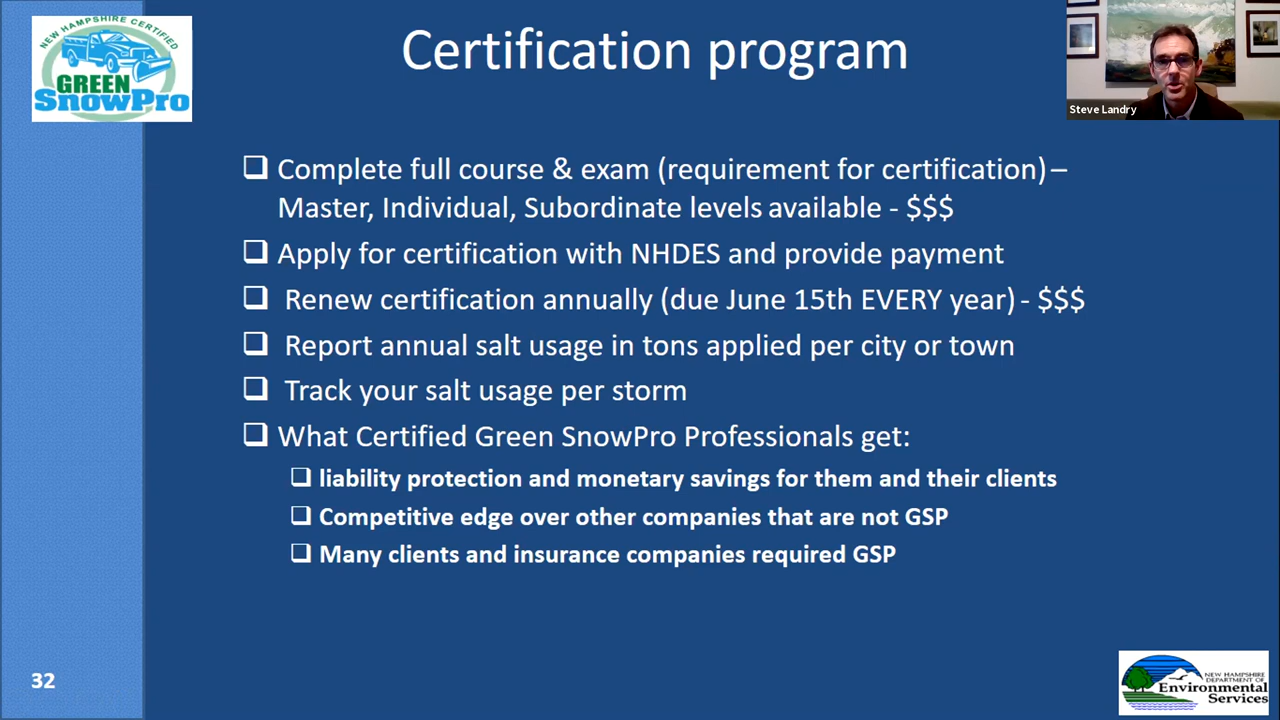 NEW HAMPSHIRE CERTIFIED
GREEN
SnowPro
Certification program
Steve Landry
❑ Complete full course & exam (requirement for certification) –
Master, Individual, Subordinate levels available - $$$
❑ Apply for certification with NHDES and provide payment
❑ Renew certification annually (due June 15th EVERY year) - $$$
❑ Report annual salt usage in tons applied per city or town
❑ Track your salt usage per storm
❑ What Certified Green SnowPro Professionals get:
❑ liability protection and monetary savings for them and their clients
❑ Competitive edge over other companies that are not GSP
❑ Many clients and insurance companies required GSP
32
NEW HAMPSHIRE
DEPARTMENT OF
Environmental
Services